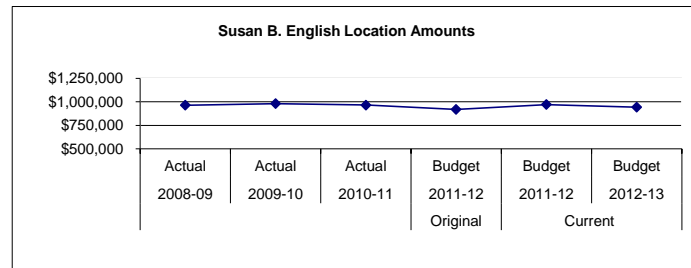 Susan B. English Location Amounts
$1,250,000
$1,000,000
$750,000
$500,000
Actual Actual Actual Budget Budget Budget
2008-09 2009-10 2010-11 2011-12 2011-12 2012-13
Original Current